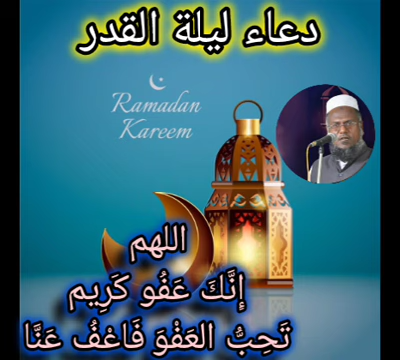 دعاء ليلة القدر
Ramadan
Kareem
اللهم
إِنَّكَ عَفُو كَرِيم
تَحِبُّ العَفْوَ فَاعْفُ عَنَّا